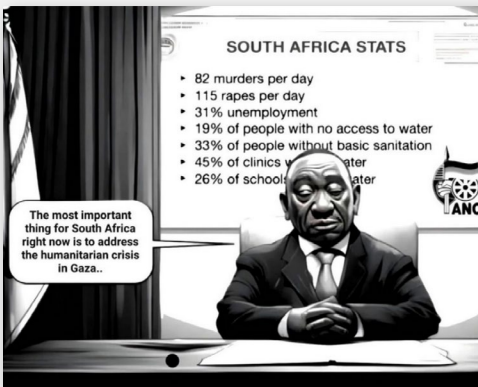 SOUTH AFRICA STATS
82 murders per day
115 rapes per day
31% unemployment
19% of people with no access to water
33% of people without basic sanitation
45% of clinics w ater
26% of schools ater
ANC
The most important
thing for South Africa
right now is to address
the humanitarian crisis
in Gaza..